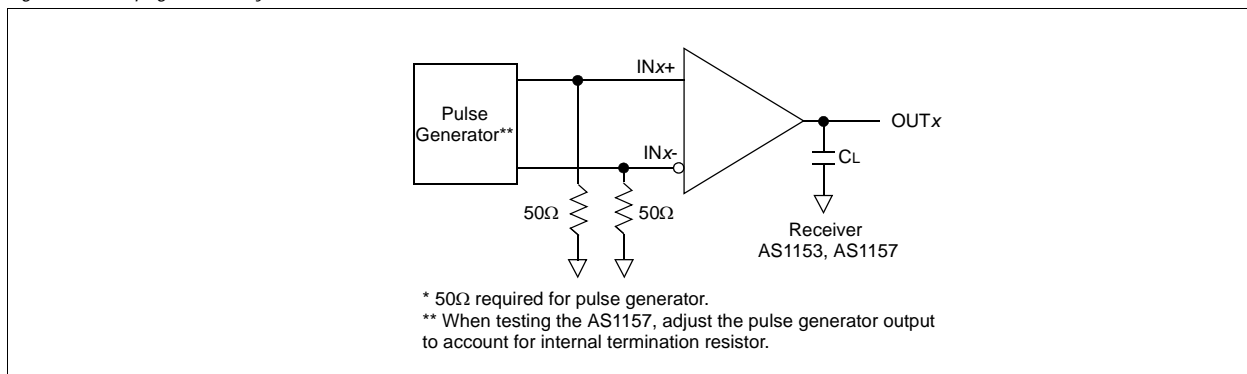 INx+
Pulse
Generator**
OUTx
INx-
CL
50Ω
50Ω
Receiver
AS1153, AS1157
* 50Ω required for pulse generator.
** When testing the AS1157, adjust the pulse generator output
to account for internal termination resistor.